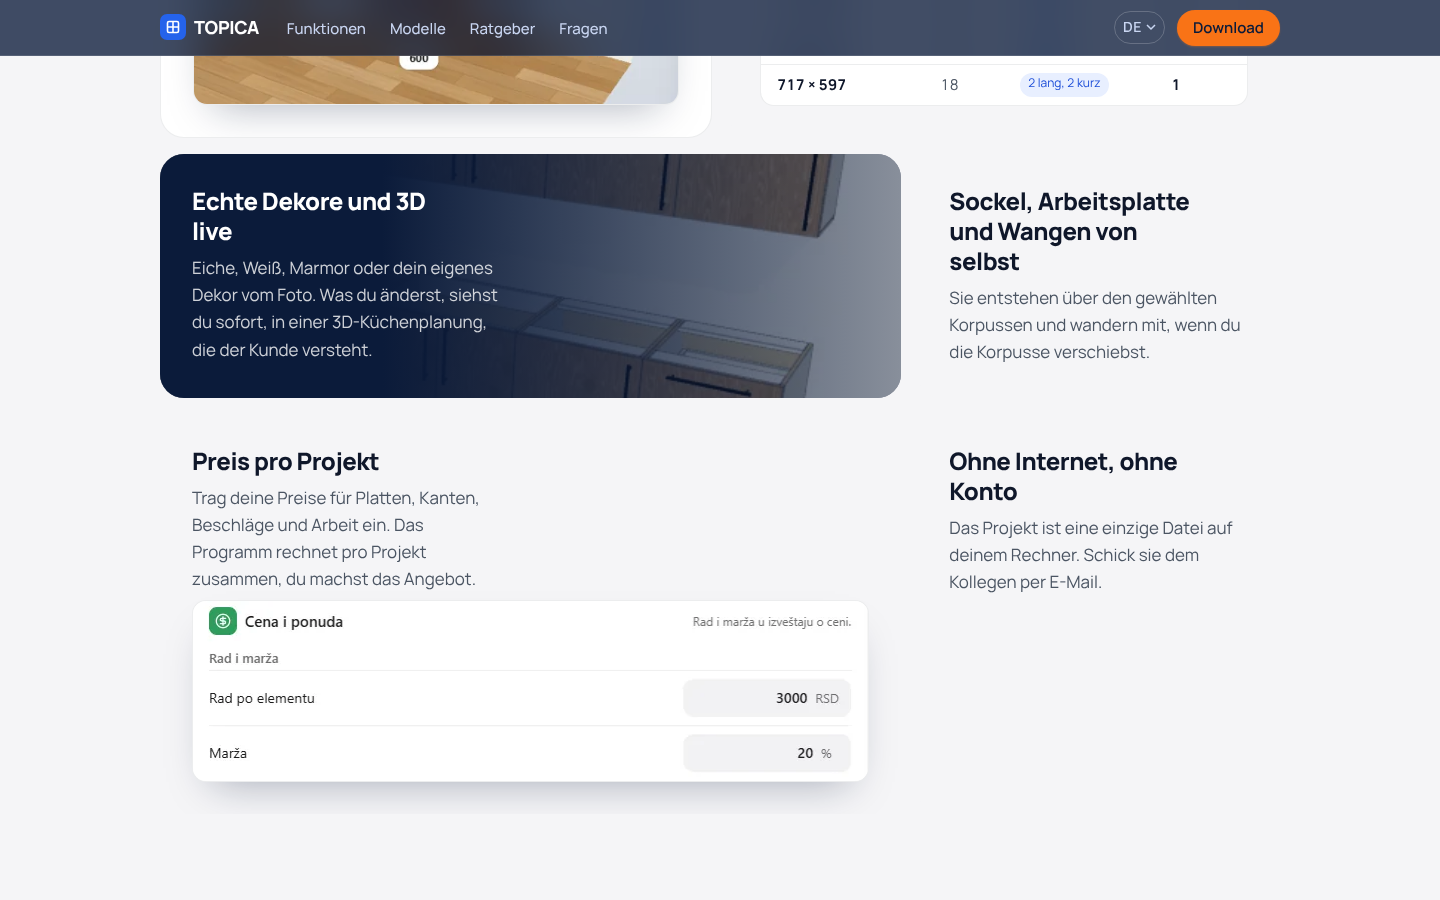 TOPICA Funktionen Modelle Ratgeber Fragen DE Download
600
717 × 597 18 2 lang, 2 kurz 1
Echte Dekore und 3D
live
Eiche, Weiß, Marmor oder dein eigenes
Dekor vom Foto. Was du änderst, siehst
du sofort, in einer 3D-Küchenplanung,
die der Kunde versteht.
Sockel, Arbeitsplatte
und Wangen von
selbst
Sie entstehen über den gewählten
Korpussen und wandern mit, wenn du
die Korpusse verschiebst.
Preis pro Projekt
Trag deine Preise für Platten, Kanten,
Beschläge und Arbeit ein. Das
Programm rechnet pro Projekt
zusammen, du machst das Angebot.
Cena i ponuda Rad i marža u izveštaju o ceni.
Rad i marža
Rad po elementu 3000 RSD
Marža 20 %
Ohne Internet, ohne
Konto
Das Projekt ist eine einzige Datei auf
deinem Rechner. Schick sie dem
Kollegen per E-Mail.